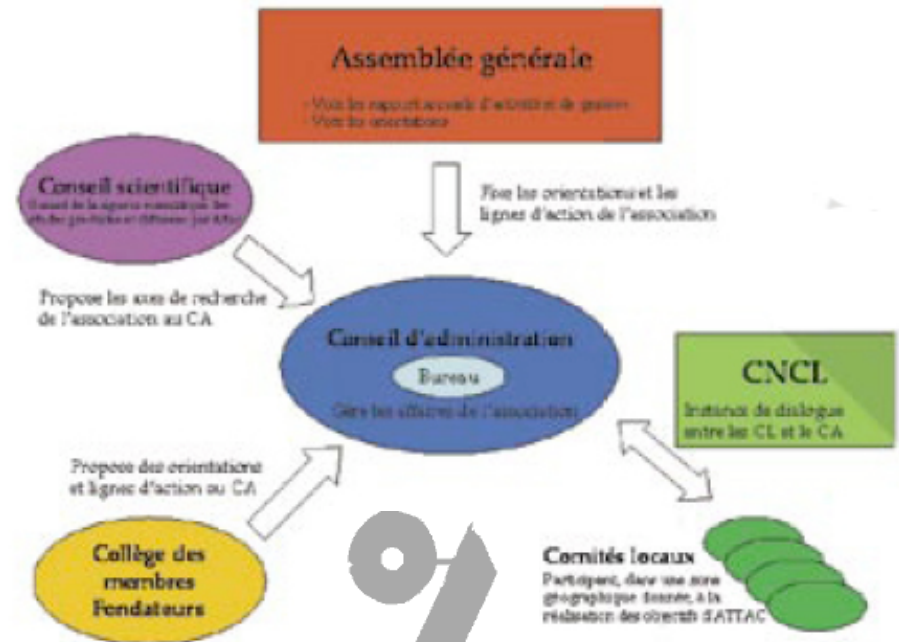 Assemblée générale
- Vote les rapport annuels d'activité et de gestion
- Vote les orientations
Conseil scientifique
Fixe les orientations et les
lignes d'action de l'association
Propose les axes de recherche
de l'association au CA
Conseil d'administration
Bureau
Gère les affaires de l'association
CNCL
Instance de dialogue
entre les CL et le CA
Propose des orientations
et lignes d'action au CA
Collège des
membres
Fondateurs
Comités locaux
Participent, dans une zone
géographique donnée, à la
réalisation des objectifs d'ATTAC